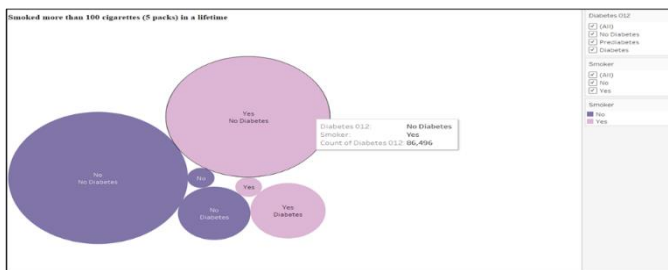 Smoked more than 100 cigarettes (5 packs) in a lifetime
Yes
No Diabetes
No
No Diabetes
No
Yes
No
Diabetes
Yes
Diabetes
Diabetes 012: No Diabetes
Smoker: Yes
Count of Diabetes 012: 86,496
Diabetes 012
(All)
No Diabetes
Prediabetes
Diabetes
Smoker
(All)
No
Yes
Smoker
No
Yes